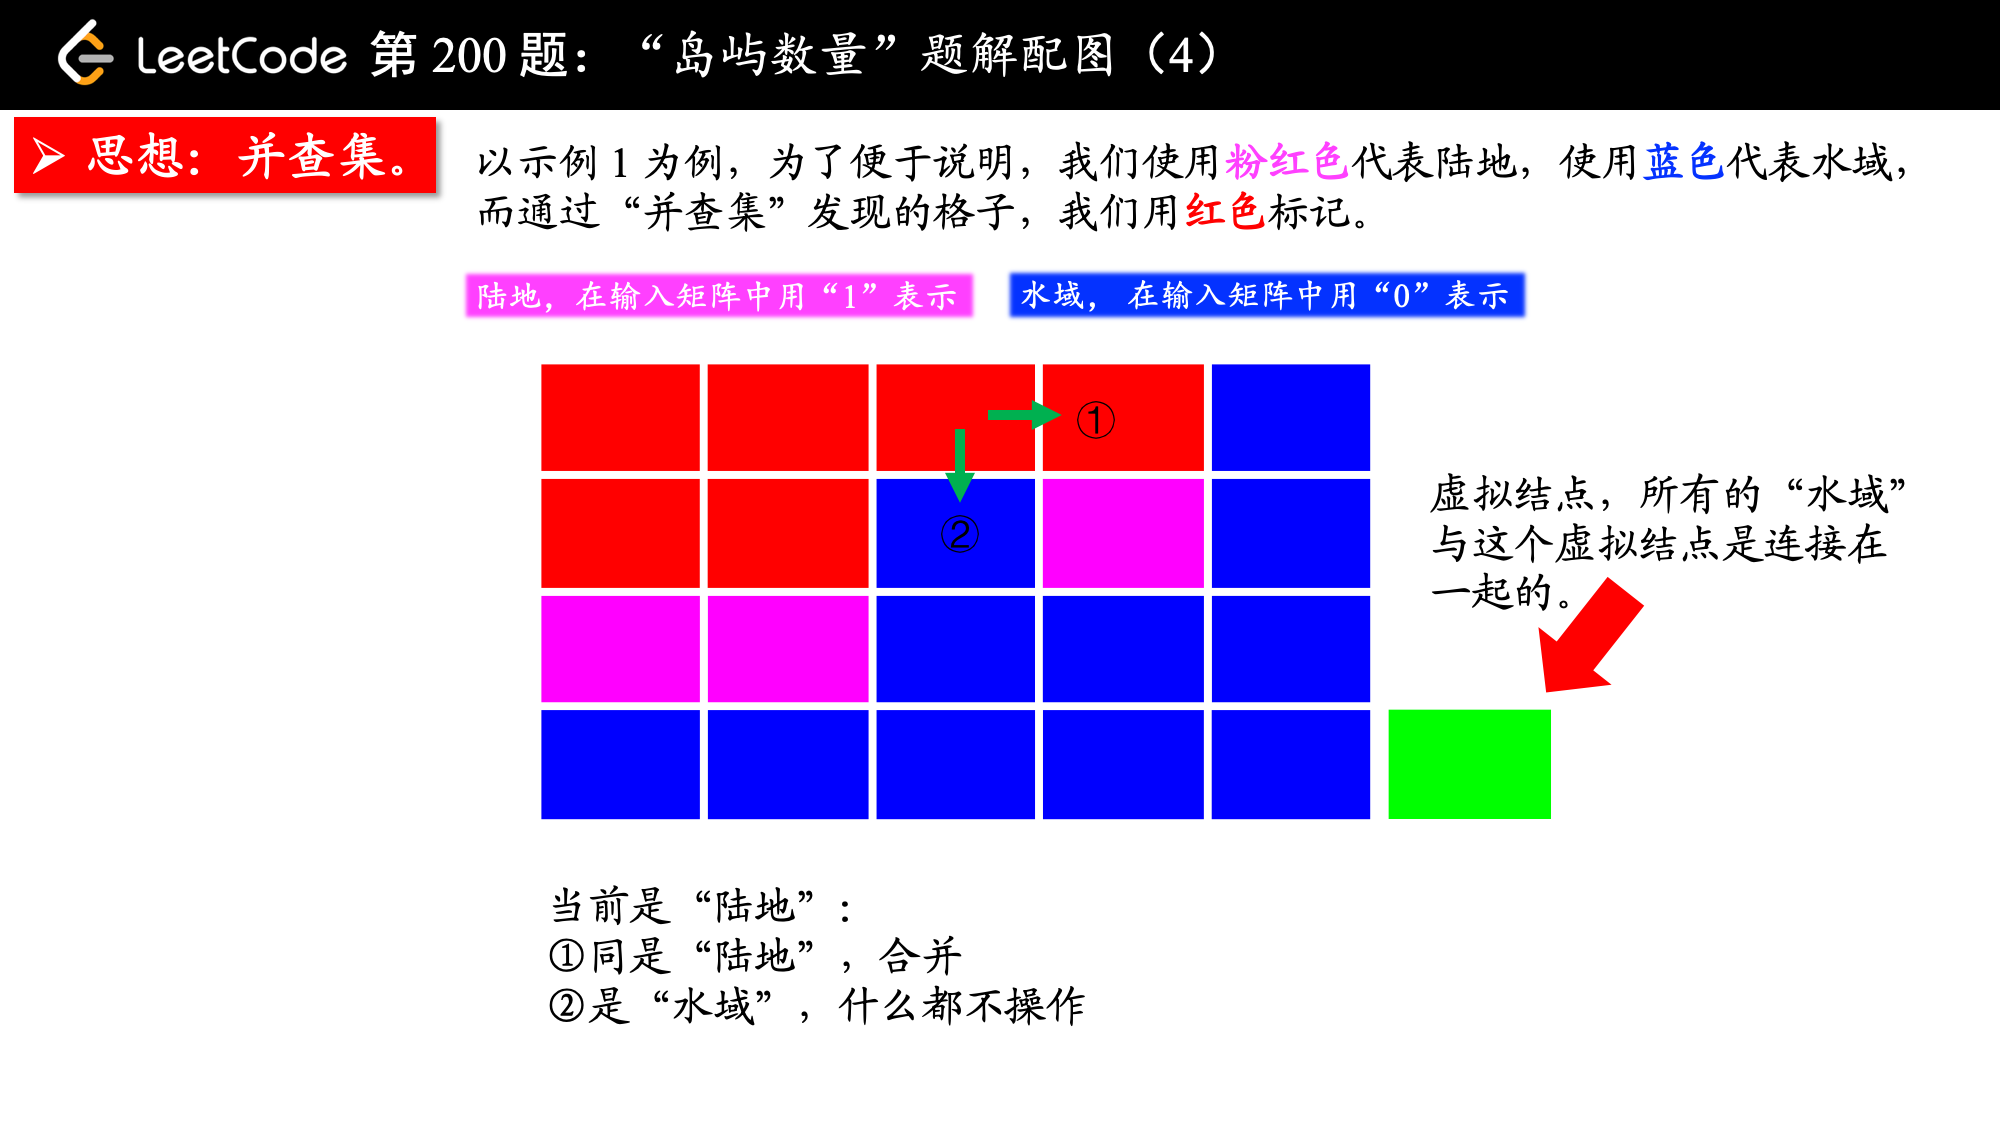 LeetCode 第 200 题：“岛屿数量”题解配图（4）
➢ 思想：并查集。
以示例 1 为例，为了便于说明，我们使用粉红色代表陆地，使用蓝色代表水域，
而通过“并查集”发现的格子，我们用红色标记。
陆地，在输入矩阵中用“1”表示
水域，在输入矩阵中用“0”表示
①
②
虚拟结点，所有的“水域”
与这个虚拟结点是连接在
一起的。
当前是“陆地”：
①同是“陆地”，合并
②是“水域”，什么都不操作